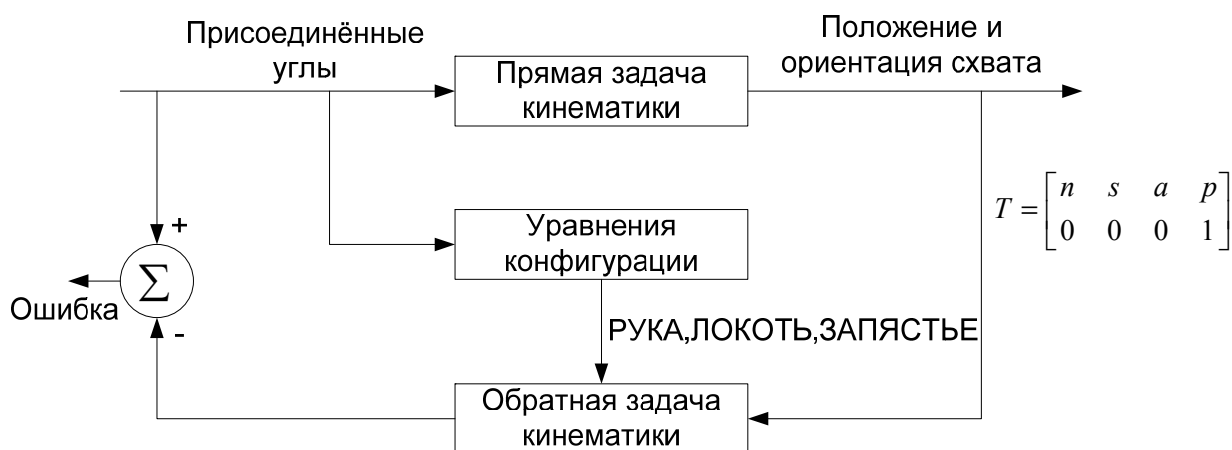 Присоединённые
углы
Прямая задача
кинематики
Положение и
ориентация схвата
T = [n s a p
0 0 0 1]
+
Уравнения
конфигурации
Σ
Ошибка
-
РУКА,ЛОКОТЬ,ЗАПЯСТЬЕ
Обратная задача
кинематики